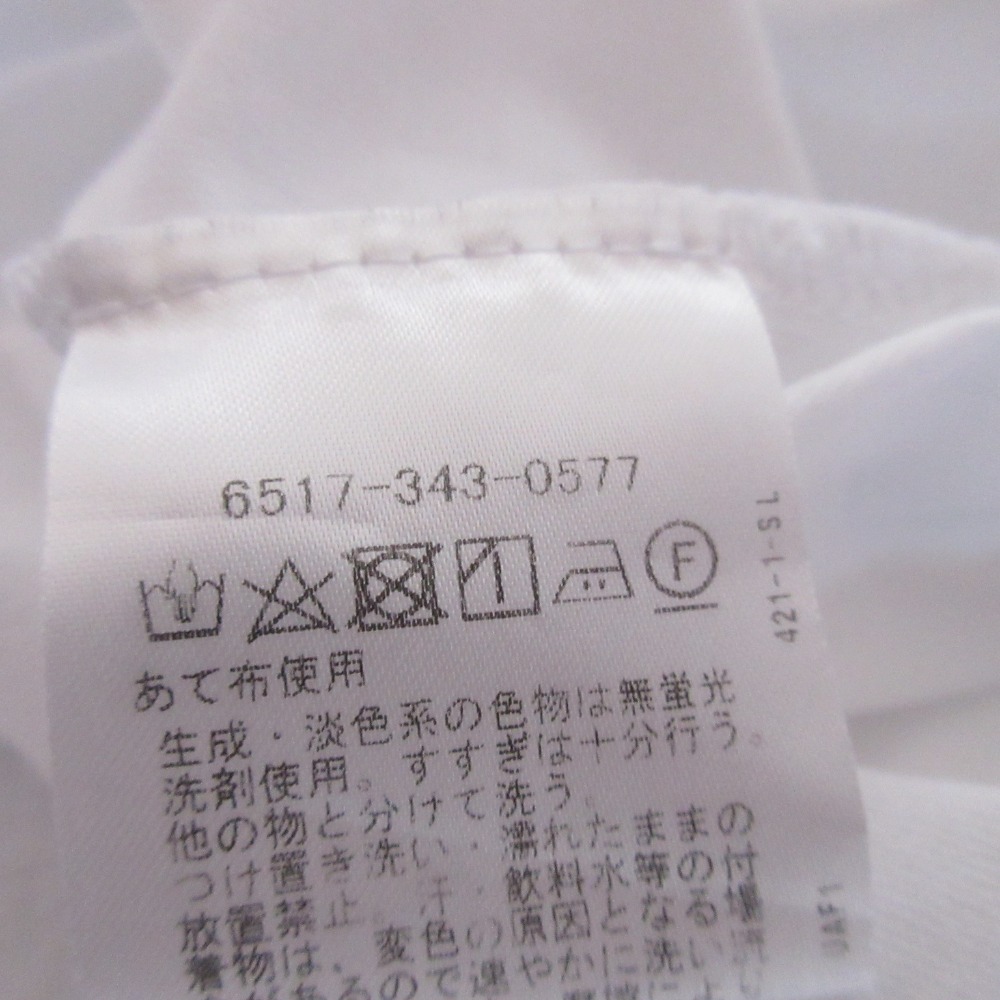 6517-343-0577
F
あて布使用
生成・淡色系の色物は無蛍光
洗剤使用。すすぎは十分行う。
他の物と分けて洗う。
つけ置き洗い・濡れたままの
放置禁止。汗・飲料水等の付
着物は、変色の原因となる場
421-1-SL
UAF1